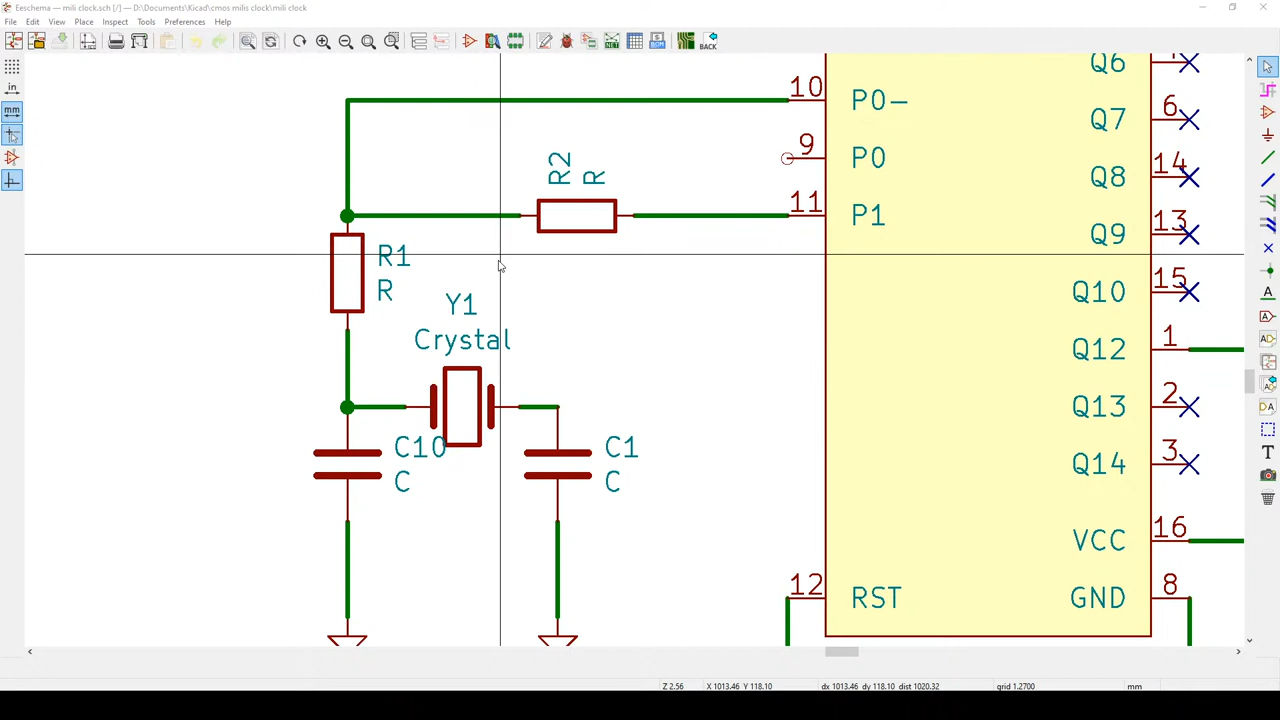 Eeschema — mili clock.sch [/] — D:\Documents\Kicad\cmos milis clock\mili clock
File Edit View Place Inspect Tools Preferences Help
BACK
in
mm
10 P0-
9 P0
11 P1
12 RST
R2
R
R1
R
Y1
Crystal
C10
C
C1
C
Q6
Q7 6
Q8 14
Q9 13
Q10 15
Q12 1
Q13 2
Q14 3
VCC 16
GND 8
A
T
Z 2.56 X 1013.46 Y 118.10 dx 1013.46 dy 118.10 dist 1020.32 grid 1.2700 mm